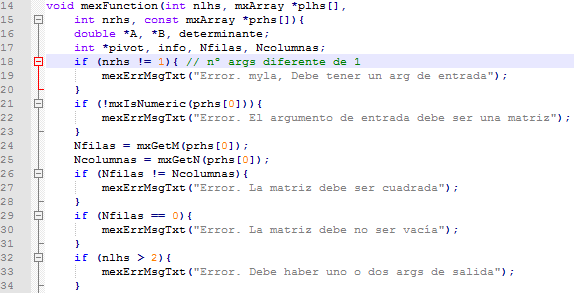 14 void mexFunction(int nlhs, mxArray *plhs[],
15 int nrhs, const mxArray *prhs[]){
16 double *A, *B, determinante;
17 int *pivot, info, Nfilas, Ncolumnas;
18 if (nrhs != 1){ // nº args diferente de 1
19 mexErrMsgTxt("Error. myla, Debe tener un arg de entrada");
20 }
21 if (!mxIsNumeric(prhs[0])){
22 mexErrMsgTxt("Error. El argumento de entrada debe ser una matriz");
23 }
24 Nfilas = mxGetM(prhs[0]);
25 Ncolumnas = mxGetN(prhs[0]);
26 if (Nfilas != Ncolumnas){
27 mexErrMsgTxt("Error. La matriz debe ser cuadrada");
28 }
29 if (Nfilas == 0){
30 mexErrMsgTxt("Error. La matriz debe no ser vacía");
31 }
32 if (nlhs > 2){
33 mexErrMsgTxt("Error. Debe haber uno o dos args de salida");
34 }